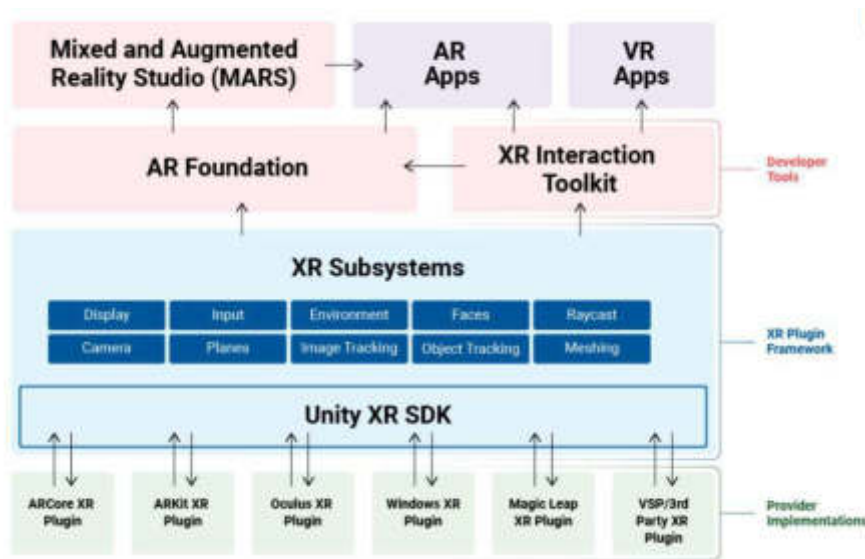 Mixed and Augmented
Reality Studio (MARS)
AR
Apps
VR
Apps
AR Foundation
XR Interaction
Toolkit
Developer
Tools
XR Subsystems
Display
Input
Environment
Faces
Raycast
Camera
Planes
Image Tracking
Object Tracking
Meshing
XR Plugin
Framework
Unity XR SDK
ARCore XR
Plugin
ARKit XR
Plugin
Oculus XR
Plugin
Windows XR
Plugin
Magic Leap
XR Plugin
VSP/3rd
Party XR
Plugin
Provider
Implementations